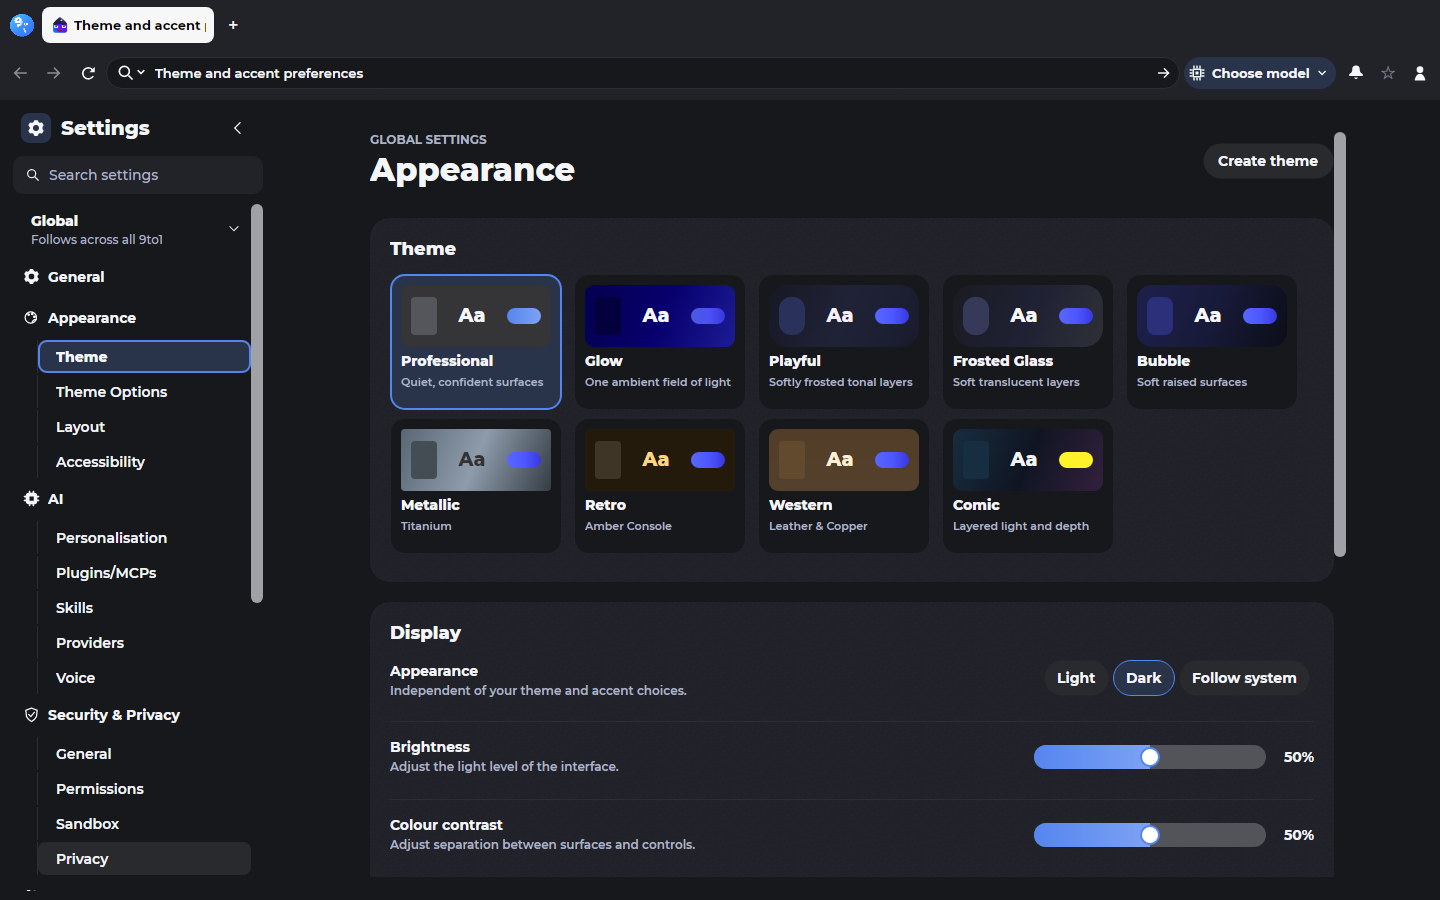 Theme and accent
Theme and accent preferences
Choose model
Settings
Search settings
Global
Follows across all 9to1
General
Appearance
Theme
Theme Options
Layout
Accessibility
AI
Personalisation
Plugins/MCPs
Skills
Providers
Voice
Security & Privacy
General
Permissions
Sandbox
Privacy
GLOBAL SETTINGS
Appearance
Create theme
Theme
Aa
Professional
Quiet, confident surfaces
Aa
Glow
One ambient field of light
Aa
Playful
Softly frosted tonal layers
Aa
Frosted Glass
Soft translucent layers
Aa
Bubble
Soft raised surfaces
Aa
Metallic
Titanium
Aa
Retro
Amber Console
Aa
Western
Leather & Copper
Aa
Comic
Layered light and depth
Display
Appearance
Independent of your theme and accent choices.
Light
Dark
Follow system
Brightness
Adjust the light level of the interface.
50%
Colour contrast
Adjust separation between surfaces and controls.
50%